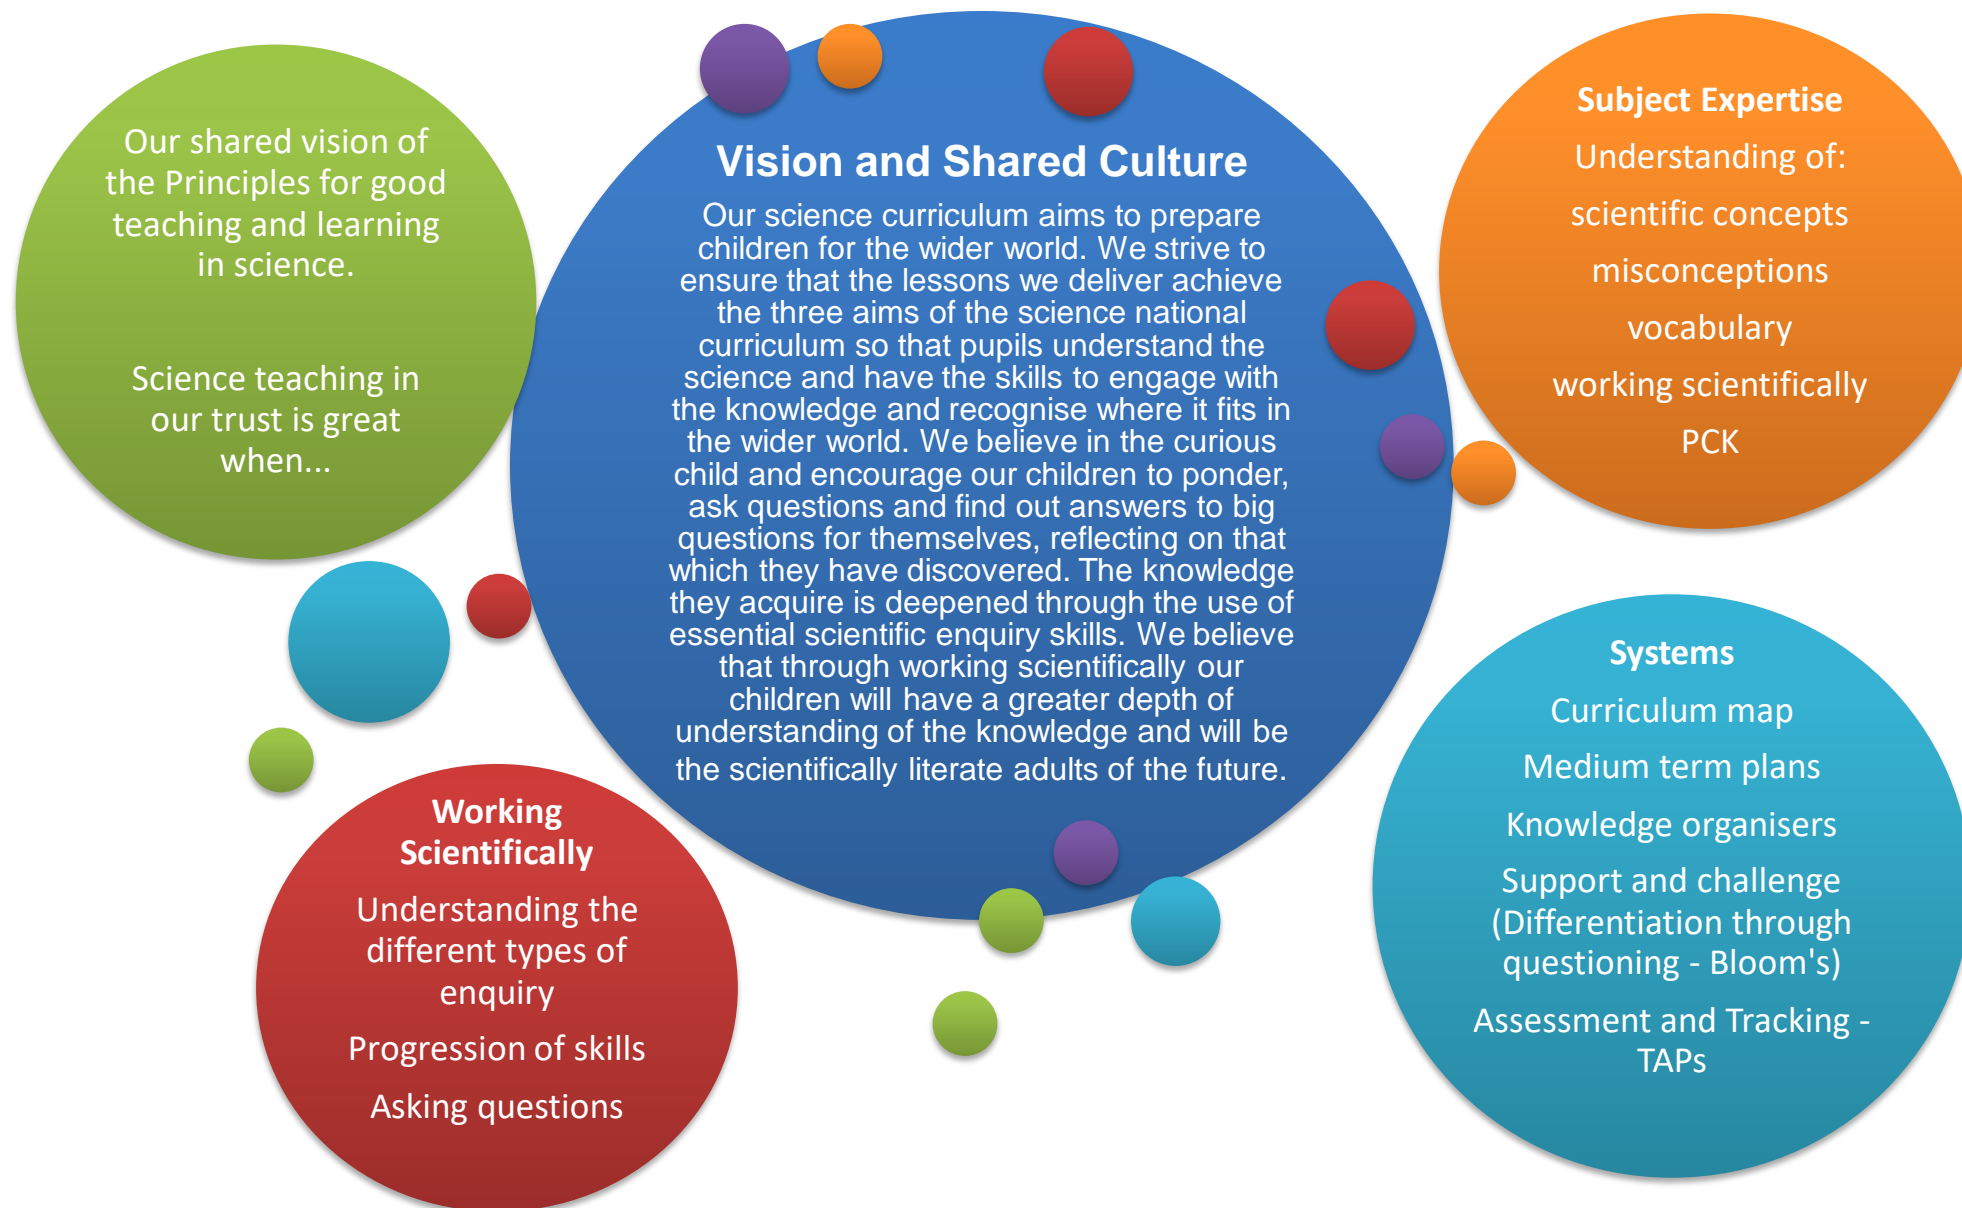 Our shared vision of
the Principles for good
teaching and learning
in science.
Science teaching in
our trust is great
when...
Vision and Shared Culture
Our science curriculum aims to prepare
children for the wider world. We strive to
ensure that the lessons we deliver achieve
the three aims of the science national
curriculum so that pupils understand the
science and have the skills to engage with
the knowledge and recognise where it fits in
the wider world. We believe in the curious
child and encourage our children to ponder,
ask questions and find out answers to big
questions for themselves, reflecting on that
which they have discovered. The knowledge
they acquire is deepened through the use of
essential scientific enquiry skills. We believe
that through working scientifically our
children will have a greater depth of
understanding of the knowledge and will be
the scientifically literate adults of the future.
Subject Expertise
Understanding of:
scientific concepts
misconceptions
vocabulary
working scientifically
PCK
Working
Scientifically
Understanding the
different types of
enquiry
Progression of skills
Asking questions
Systems
Curriculum map
Medium term plans
Knowledge organisers
Support and challenge
(Differentiation through
questioning - Bloom's)
Assessment and Tracking -
TAPs